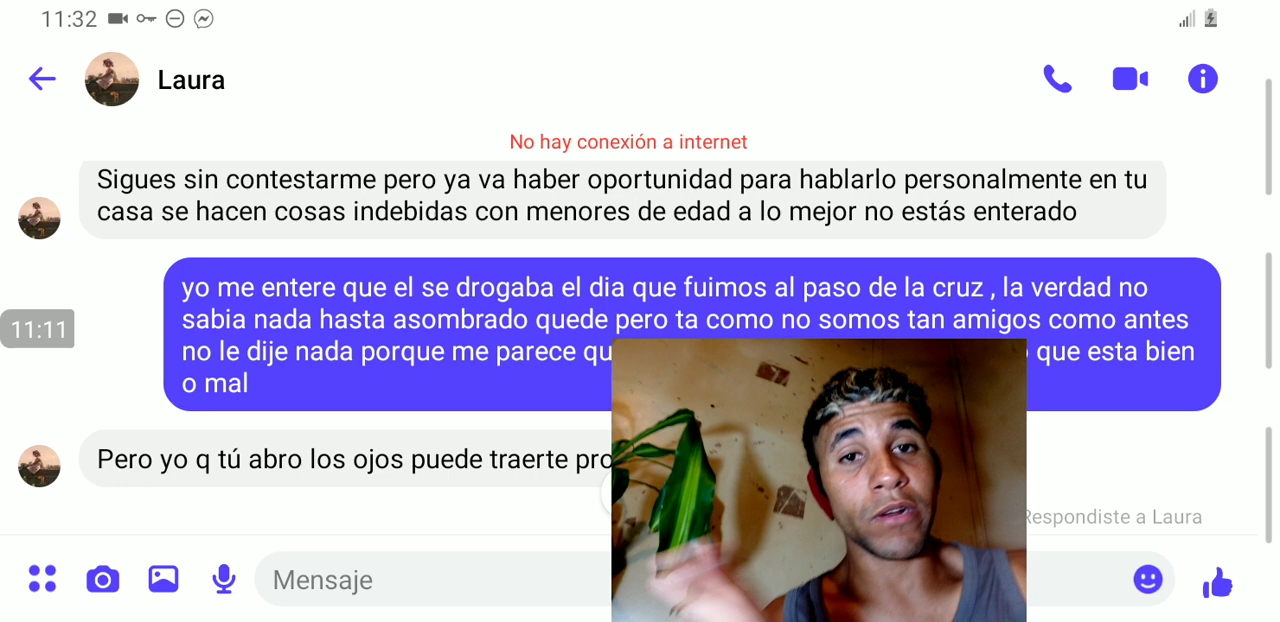 11:32
Laura
No hay conexión a internet
Sigues sin contestarme pero ya va haber oportunidad para hablarlo personalmente en tu
casa se hacen cosas indebidas con menores de edad a lo mejor no estás enterado
yo me entere que el se drogaba el dia que fuimos al paso de la cruz , la verdad no
sabia nada hasta asombrado quede pero ta como no somos tan amigos como antes
11:11
no le dije nada porque me parece que esta bien
o mal
Pero yo q tú abro los ojos puede traerte
Respondiste a Laura
Mensaje